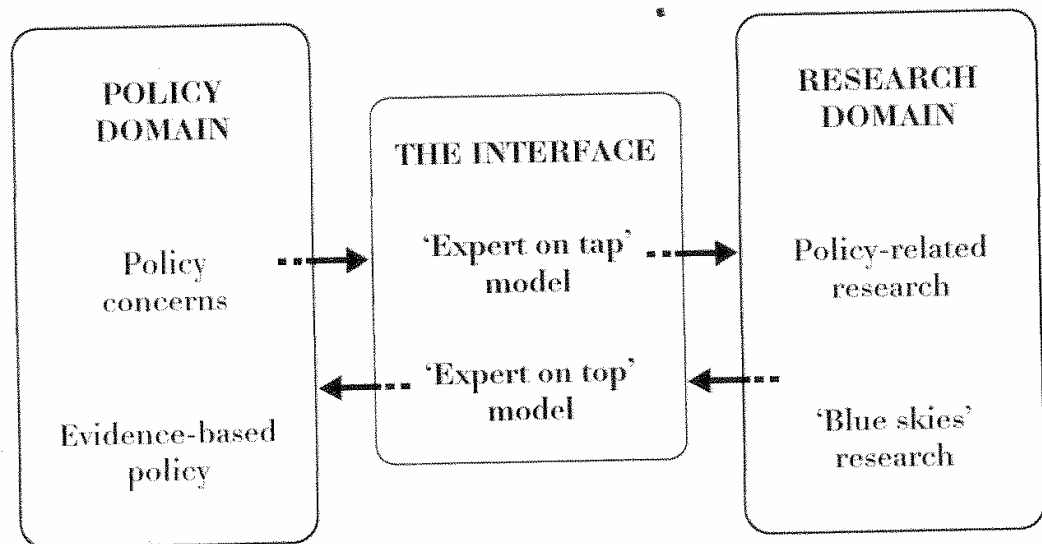 POLICY
DOMAIN
Policy
concerns
Evidence-based
policy
THE INTERFACE
‘Expert on tap’
model
‘Expert on top’
model
RESEARCH
DOMAIN
Policy-related
research
‘Blue skies’
research